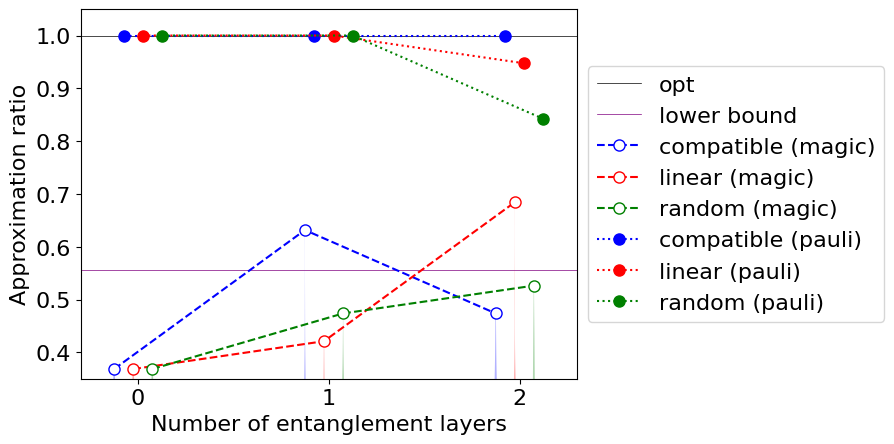 1.0
0.9
0.8
0.7
0.6
0.5
0.4
Approximation ratio
0
1
2
Number of entanglement layers
opt
lower bound
compatible (magic)
linear (magic)
random (magic)
compatible (pauli)
linear (pauli)
random (pauli)